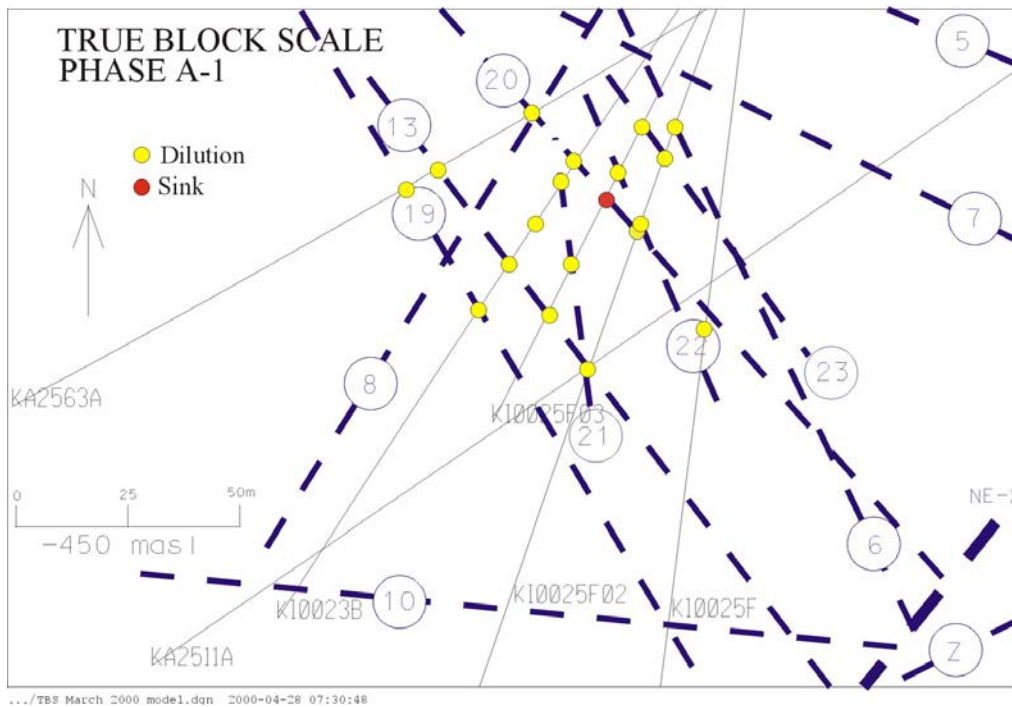 TRUE BLOCK SCALE
PHASE A-1
5
20
13
Dilution
Sink
N
19
7
22
23
8
KA2563A
KI0025F03
21
0 25 50m
NE-2
-450 masl
6
KI0025F02
KI0025F
10
KI0023B
Z
KA2511A
.../TBS March 2000 model.dgn 2000-04-28 07:30:48